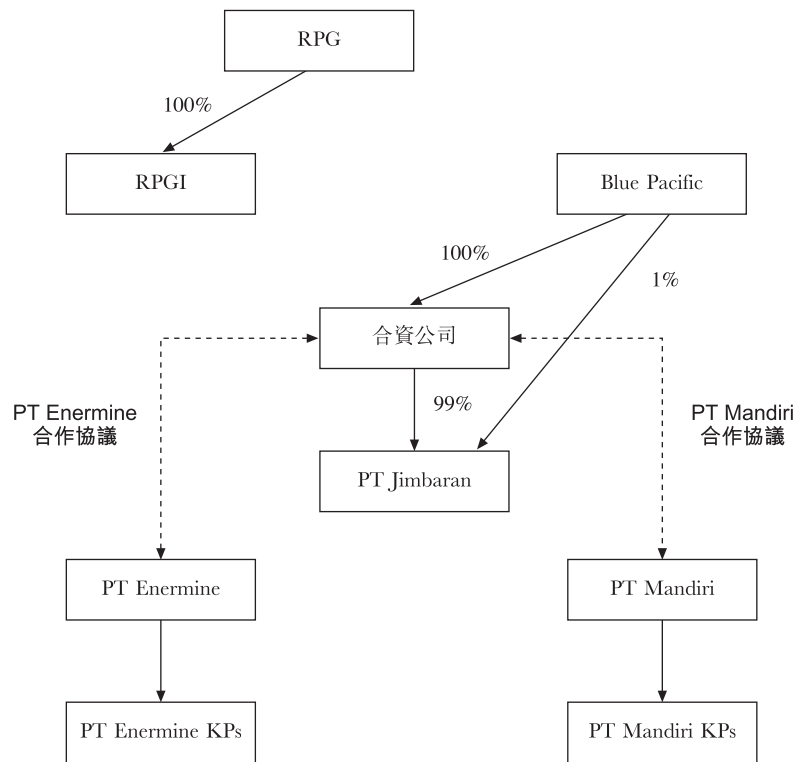 RPG
100%
RPGI
Blue Pacific
100%
1%
合資公司
99%
PT Enermine
合作協議
PT Mandiri
合作協議
PT Jimbaran
PT Enermine
PT Mandiri
PT Enermine KPs
PT Mandiri KPs